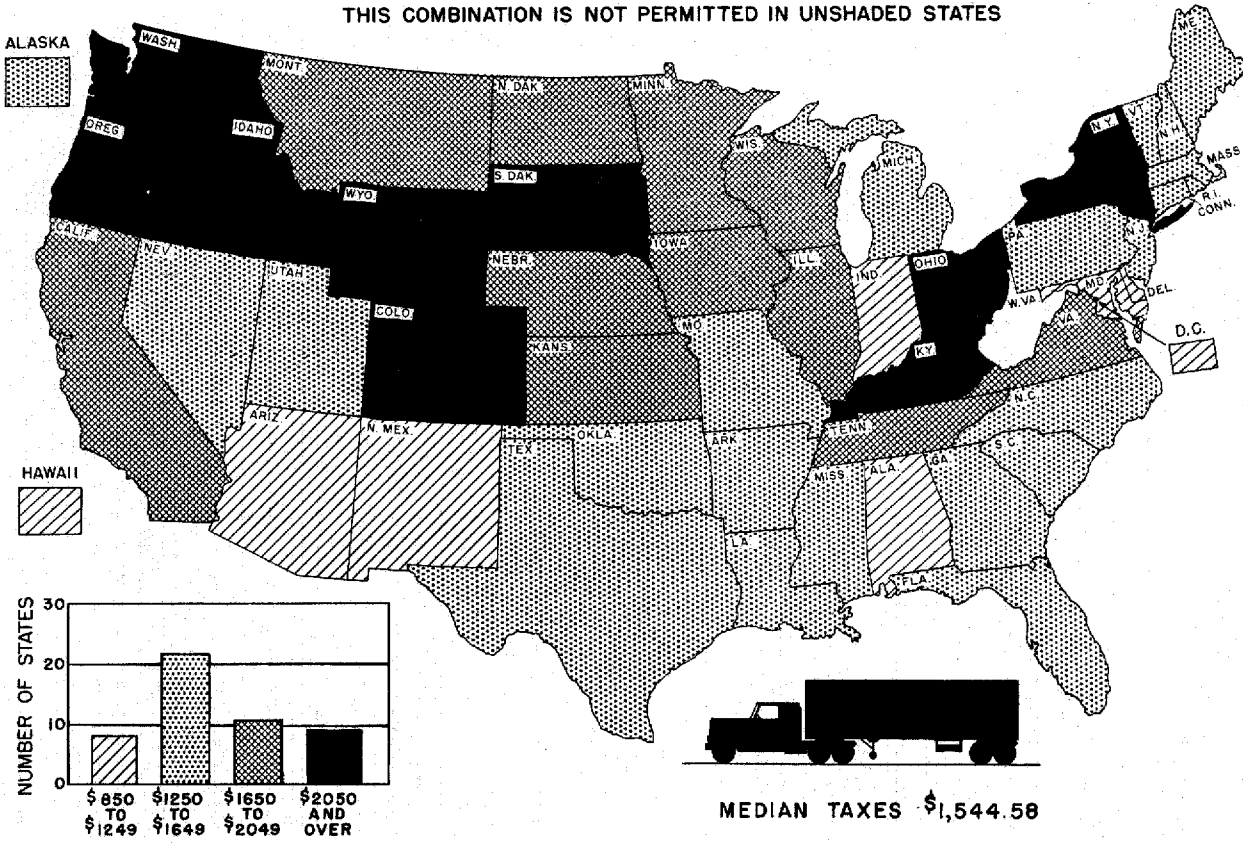 THIS COMBINATION IS NOT PERMITTED IN UNSHADED STATES
ALASKA
WASH.
MONT.
N. DAK.
MINN.
ME.
OREG.
IDAHO
WIS.
MICH.
N.Y.
VT.
N.H.
MASS
WYO.
S. DAK.
R.I.
CONN.
CALIF.
NEV.
UTAH
IOWA
NEBR.
ILL.
IND.
OHIO
PA.
N.J.
COLO.
W.VA
MD.
DEL.
VA.
D.C.
KANS.
MO.
KY.
ARIZ.
N. MEX.
OKLA.
TEX.
ARK.
TENN.
N.C.
S.C.
MISS.
ALA.
GA.
LA.
FLA.
HAWAII
NUMBER OF STATES
30
20
10
0
$850 TO $1249
$1250 TO $1649
$1650 TO $2049
$2050 AND OVER
MEDIAN TAXES $1,544.58